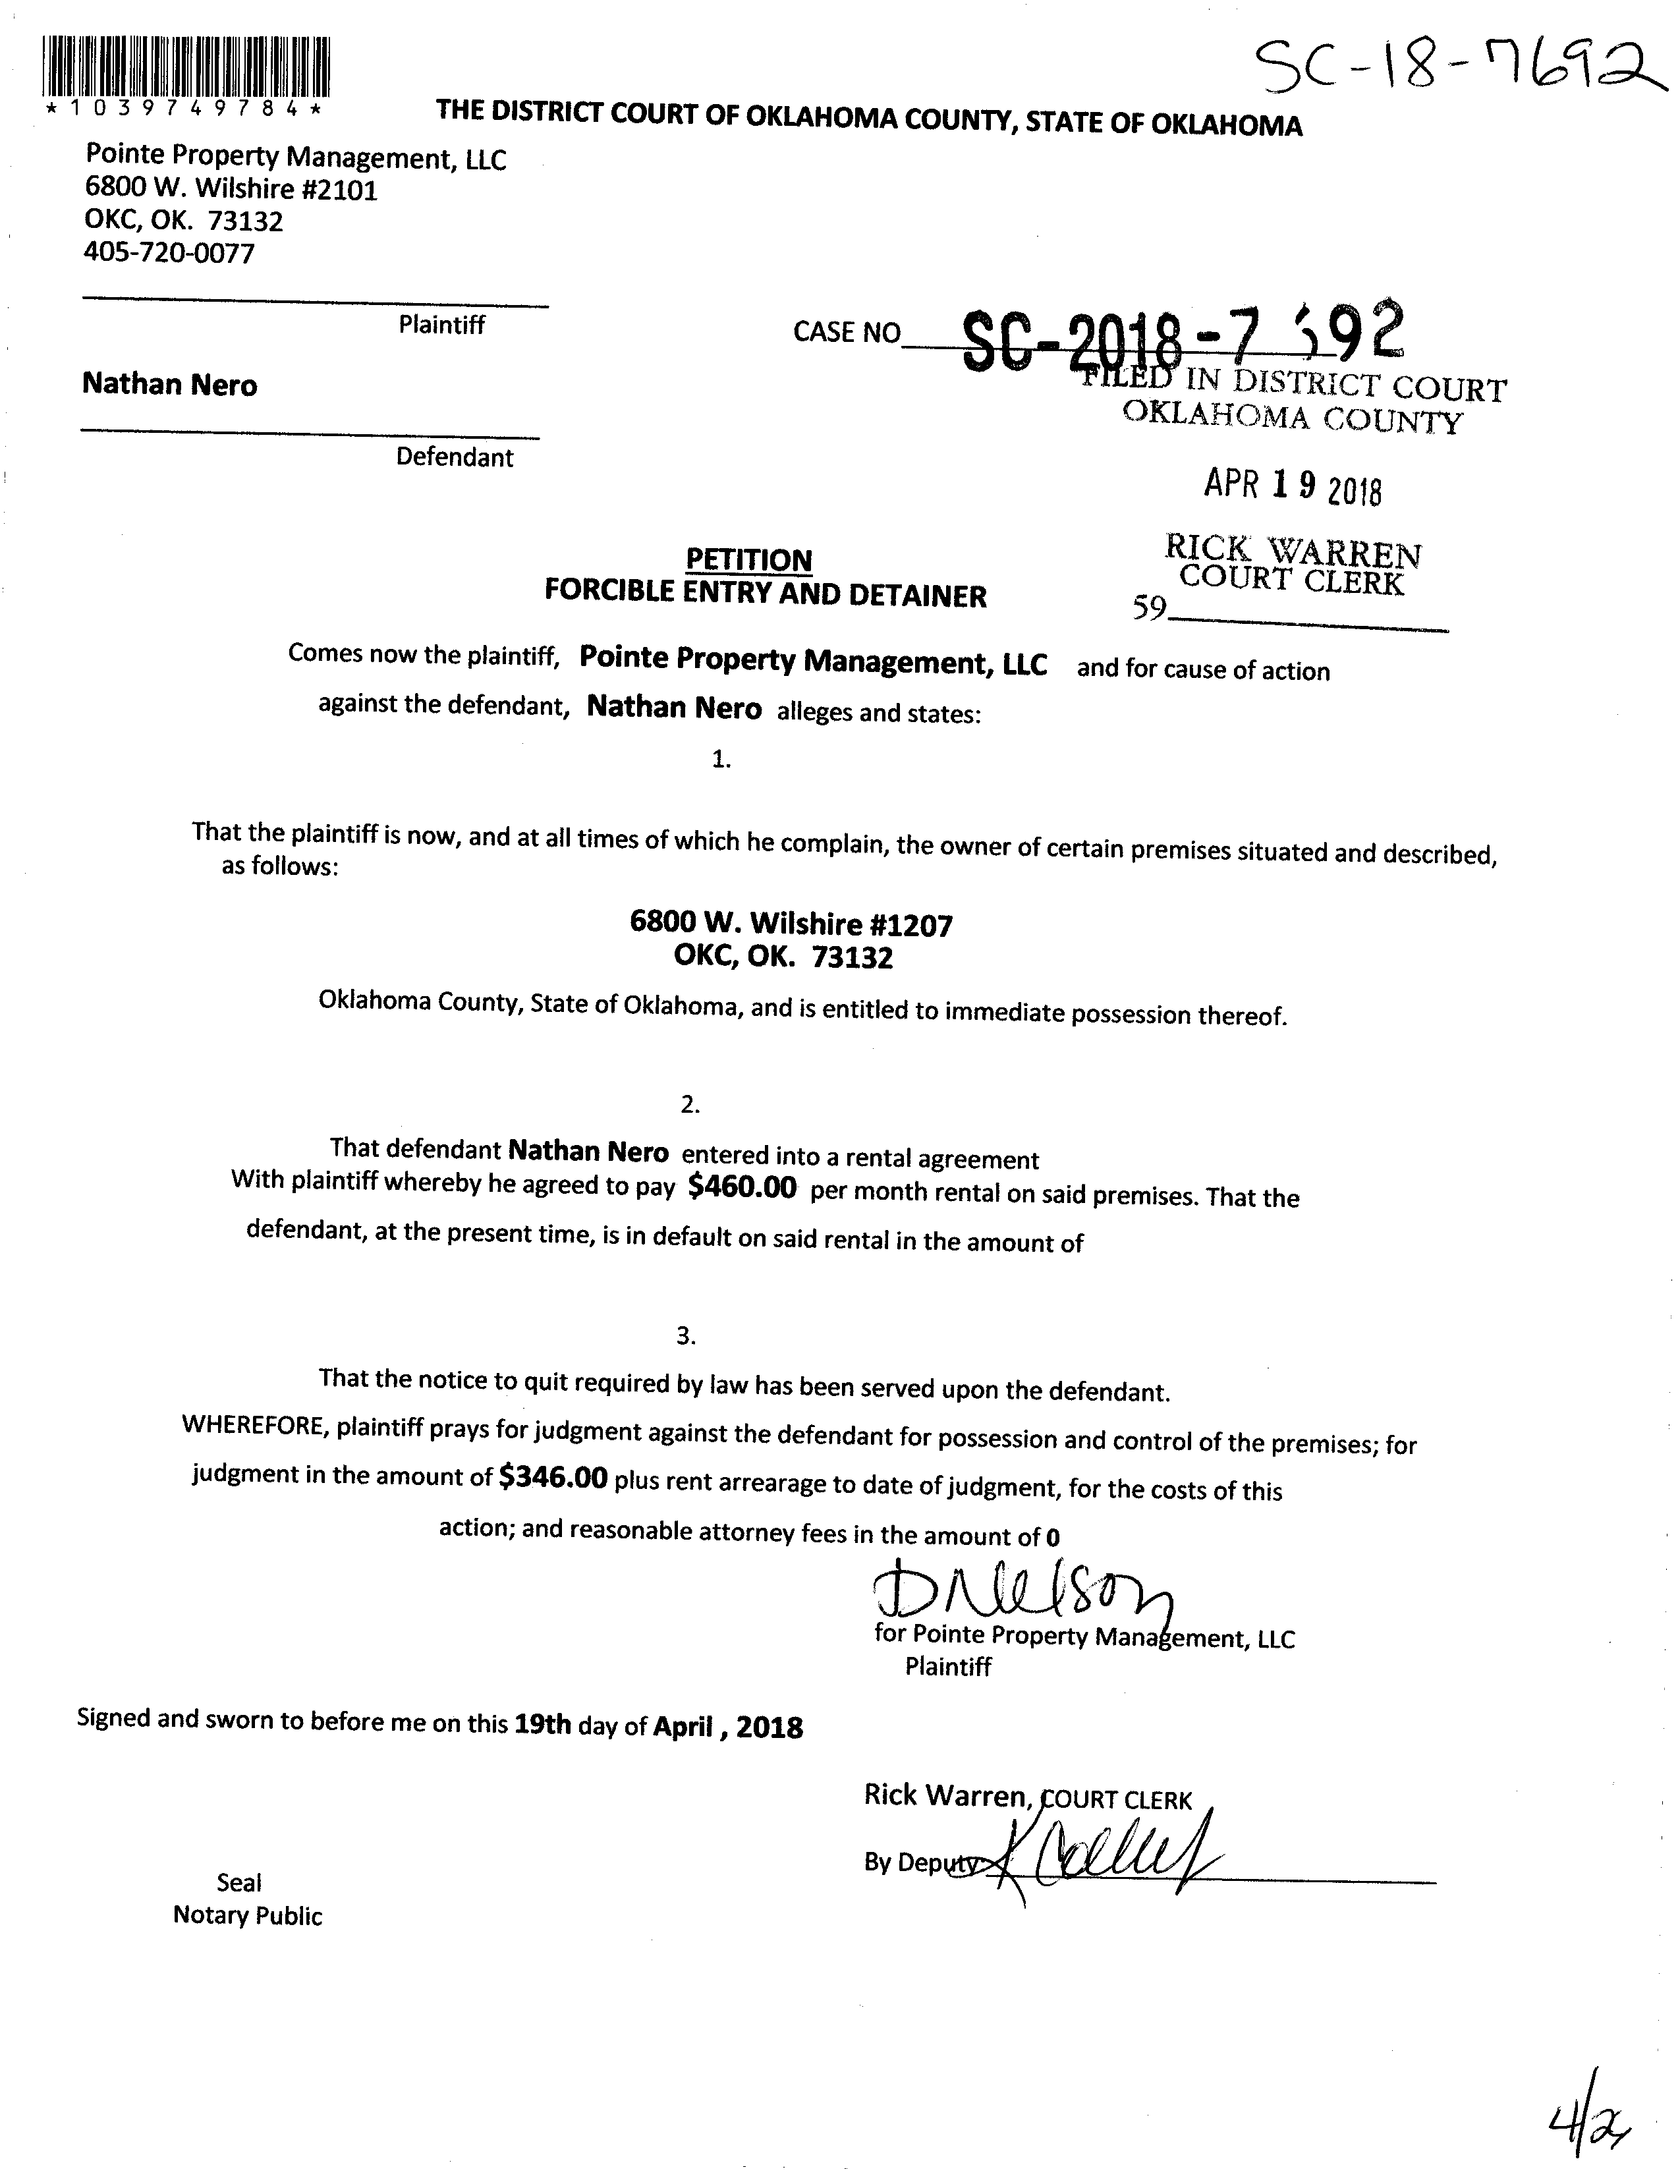 SC-18-7692
*1039749784*
THE DISTRICT COURT OF OKLAHOMA COUNTY, STATE OF OKLAHOMA
Pointe Property Management, LLC
6800 W. Wilshire #2101
OKC, OK. 73132
405-720-0077
Plaintiff
CASE NO SC-2018-7 92
FILED IN DISTRICT COURT
OKLAHOMA COUNTY
Nathan Nero
Defendant
APR 19 2018
RICK WARREN
COURT CLERK
59
PETITION
FORCIBLE ENTRY AND DETAINER
Comes now the plaintiff, Pointe Property Management, LLC and for cause of action
against the defendant, Nathan Nero alleges and states:
1.
That the plaintiff is now, and at all times of which he complain, the owner of certain premises situated and described,
as follows:
6800 W. Wilshire #1207
OKC, OK. 73132
Oklahoma County, State of Oklahoma, and is entitled to immediate possession thereof.
2.
That defendant Nathan Nero entered into a rental agreement
With plaintiff whereby he agreed to pay $460.00 per month rental on said premises. That the
defendant, at the present time, is in default on said rental in the amount of
3.
That the notice to quit required by law has been served upon the defendant.
WHEREFORE, plaintiff prays for judgment against the defendant for possession and control of the premises; for
judgment in the amount of $346.00 plus rent arrearage to date of judgment, for the costs of this
action; and reasonable attorney fees in the amount of 0
DNelson
for Pointe Property Management, LLC
Plaintiff
Signed and sworn to before me on this 19th day of April , 2018
Rick Warren, COURT CLERK
By Deputy
Seal
Notary Public